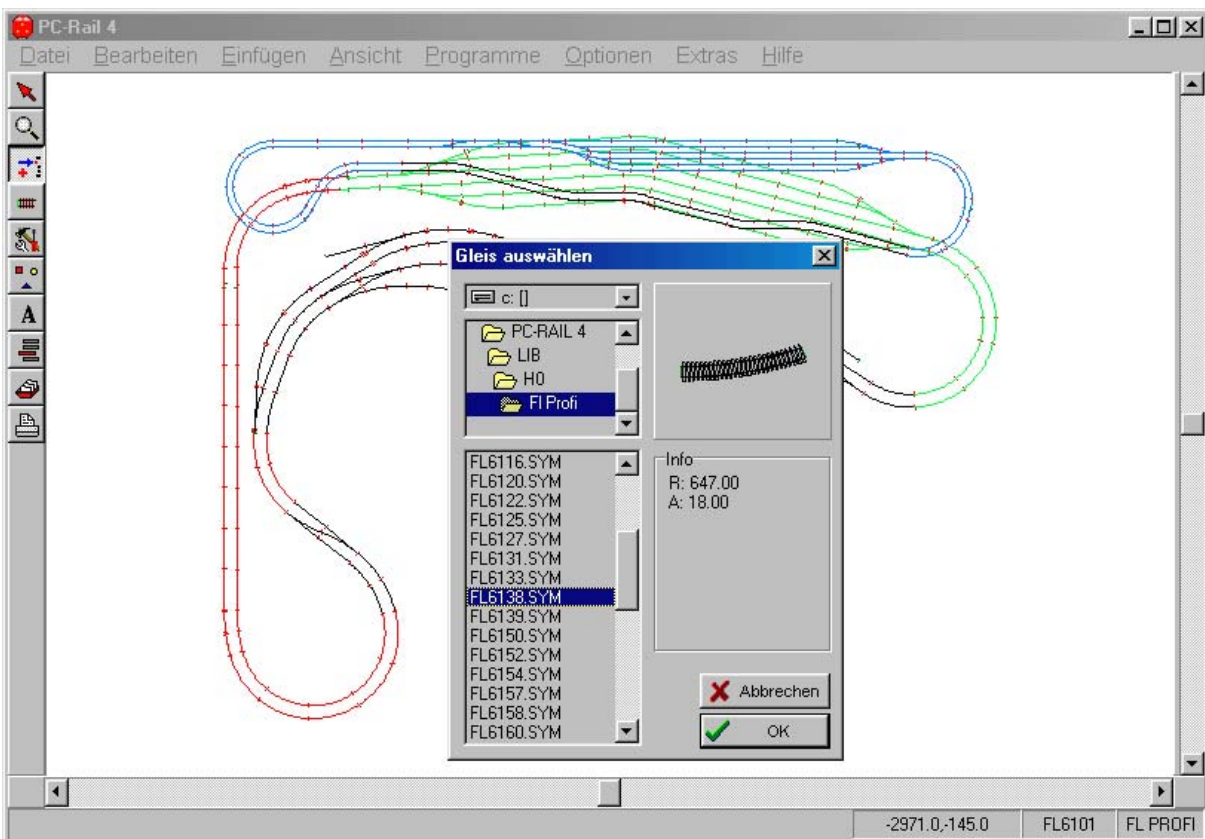 PC-Rail 4
Datei Bearbeiten Einfügen Ansicht Programme Optionen Extras Hilfe
A
Gleis auswählen
c: []
PC-RAIL 4
LIB
H0
Fl Profi
FL6116.SYM
FL6120.SYM
FL6122.SYM
FL6125.SYM
FL6127.SYM
FL6131.SYM
FL6133.SYM
FL6138.SYM
FL6139.SYM
FL6150.SYM
FL6152.SYM
FL6154.SYM
FL6157.SYM
FL6158.SYM
FL6160.SYM
Info
R: 647.00
A: 18.00
Abbrechen
OK
-2971.0,-145.0 FL6101 FL PROFI